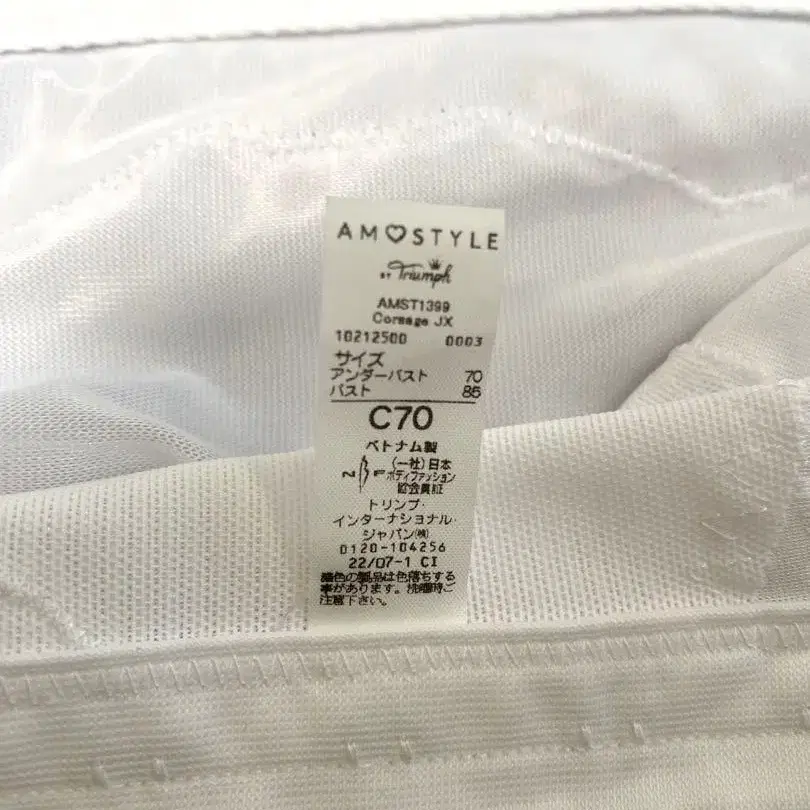 AMOSTYLE
BY Triumph
AMST1399
Corsage JX
10212500 0003
サイズ
アンダーバスト 70
バスト 85
C70
ベトナム製
(一社)日本
ボディファッション
協会員証
トリンプ・
インターナショナル・
ジャパン㈱
0120-104256
22/07-1 CI
濃色の製品は色落ちする
事があります。洗濯時ご
注意下さい。